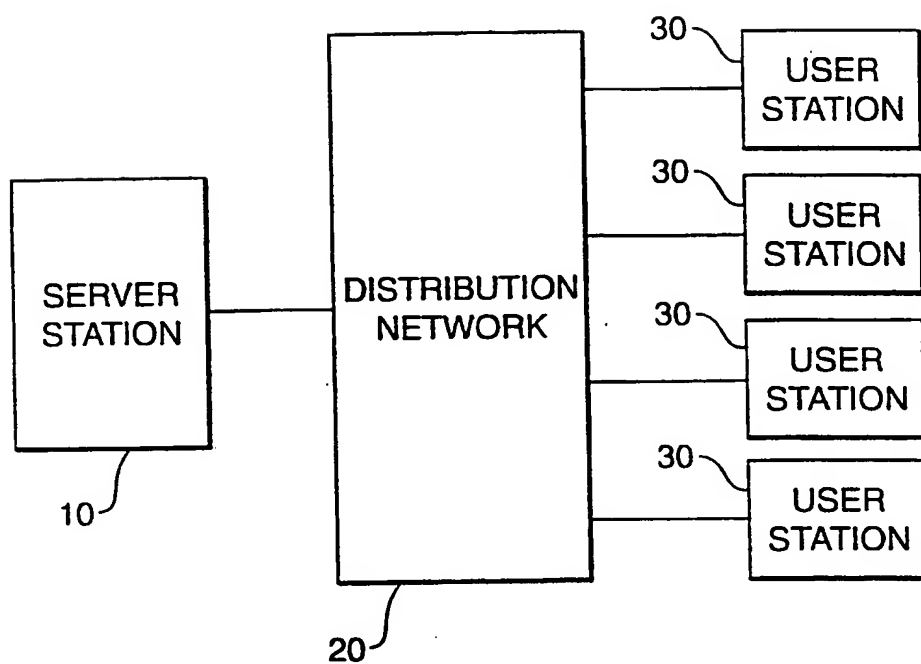 30
USER
STATION
30
USER
STATION
SERVER
STATION
DISTRIBUTION
NETWORK
30
USER
STATION
30
USER
STATION
10
20